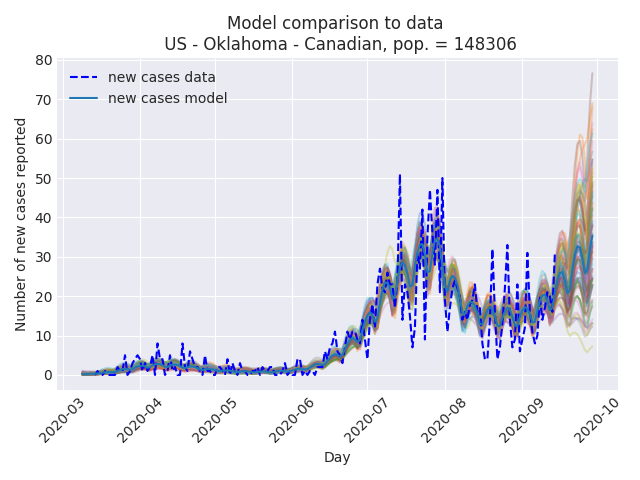 Model comparison to data
US - Oklahoma - Canadian, pop. = 148306
80
70
60
50
40
30
20
10
0
Number of new cases reported
new cases data
new cases model
2020-03
2020-04
2020-05
2020-06
2020-07
2020-08
2020-09
2020-10
Day